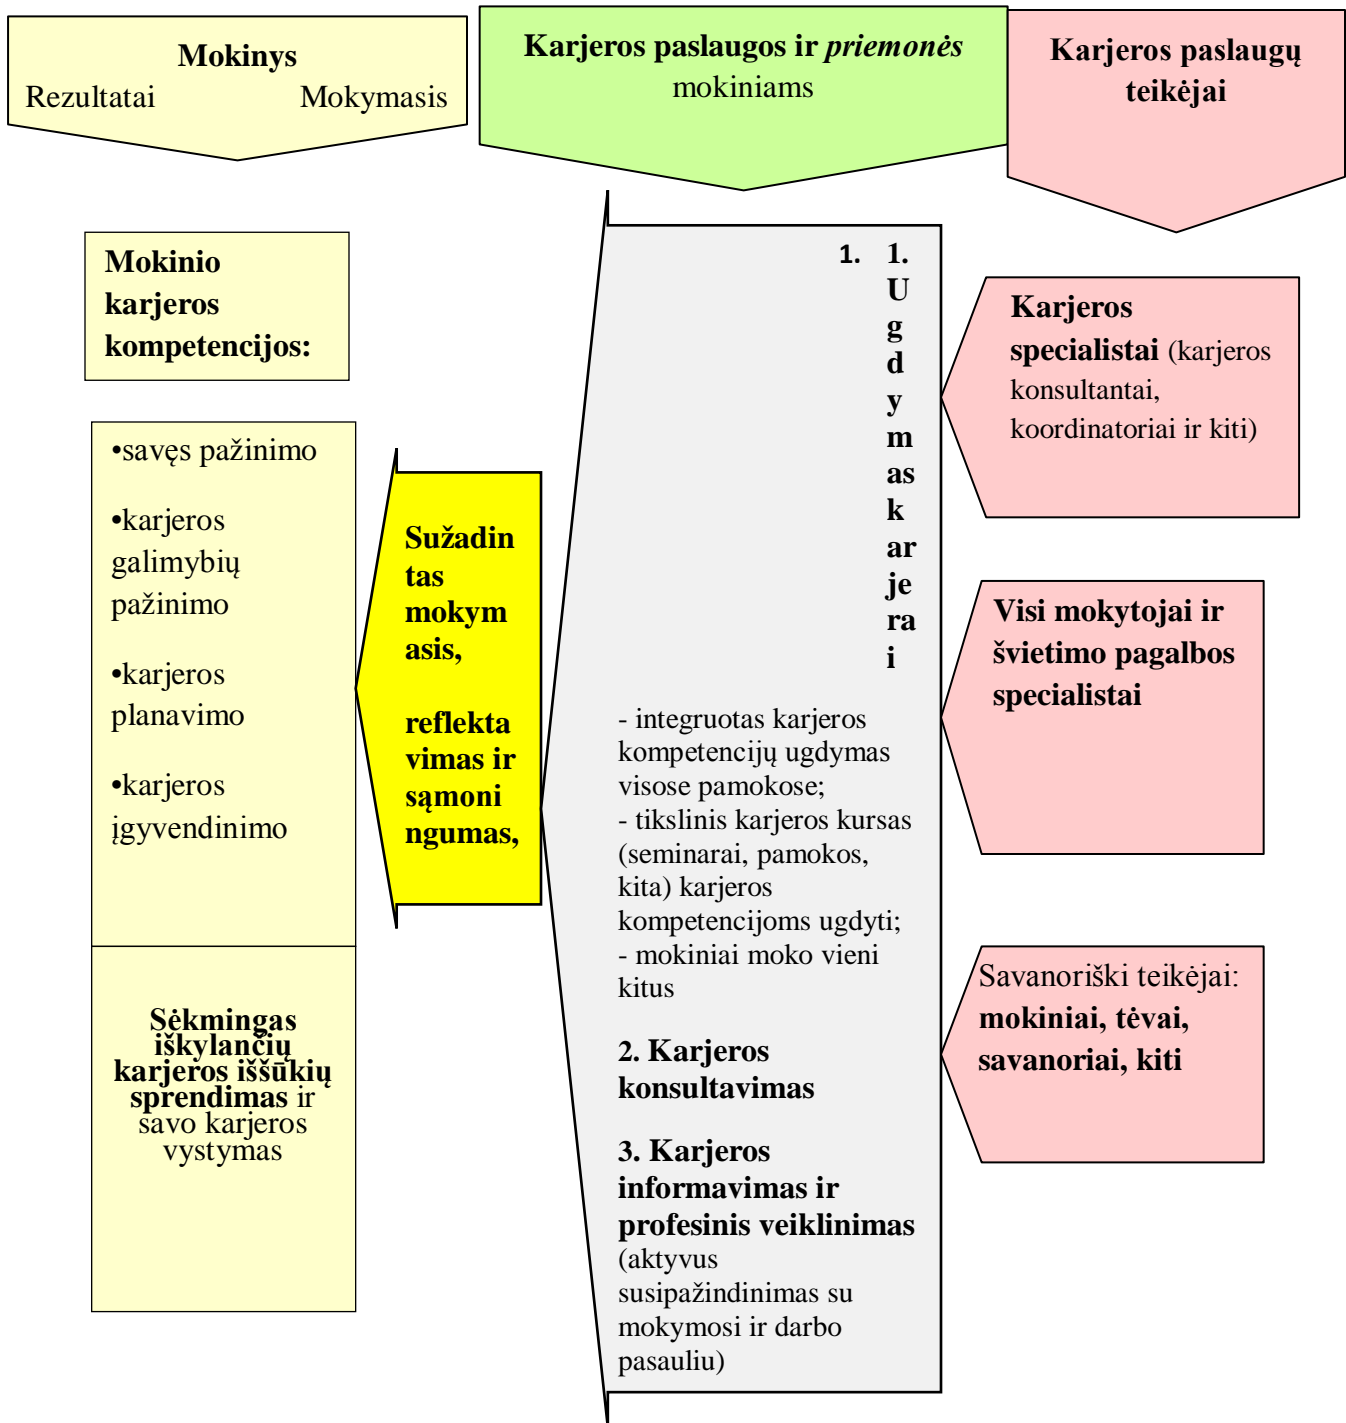 Mokinys
Rezultatai Mokymasis
Karjeros paslaugos ir priemonės
mokiniams
Karjeros paslaugų
teikėjai
Mokinio
karjeros
kompetencijos:
•savęs pažinimo
•karjeros
galimybių
pažinimo
•karjeros
planavimo
•karjeros
įgyvendinimo
Sėkmingas
iškylančių
karjeros iššūkių
sprendimas ir
savo karjeros
vystymas
Sužadin
tas
mokym
asis,
reflekta
vimas ir
sąmoni
ngumas,
1. 1.
U
g
d
y
m
as
k
ar
je
ra
i
- integruotas karjeros
kompetencijų ugdymas
visose pamokose;
- tikslinis karjeros kursas
(seminarai, pamokos,
kita) karjeros
kompetencijoms ugdyti;
- mokiniai moko vieni
kitus
2. Karjeros
konsultavimas
3. Karjeros
informavimas ir
profesinis veiklinimas
(aktyvus
susipažindinimas su
mokymosi ir darbo
pasauliu)
Karjeros
specialistai (karjeros
konsultantai,
koordinatoriai ir kiti)
Visi mokytojai ir
švietimo pagalbos
specialistai
Savanoriški teikėjai:
mokiniai, tėvai,
savanoriai, kiti